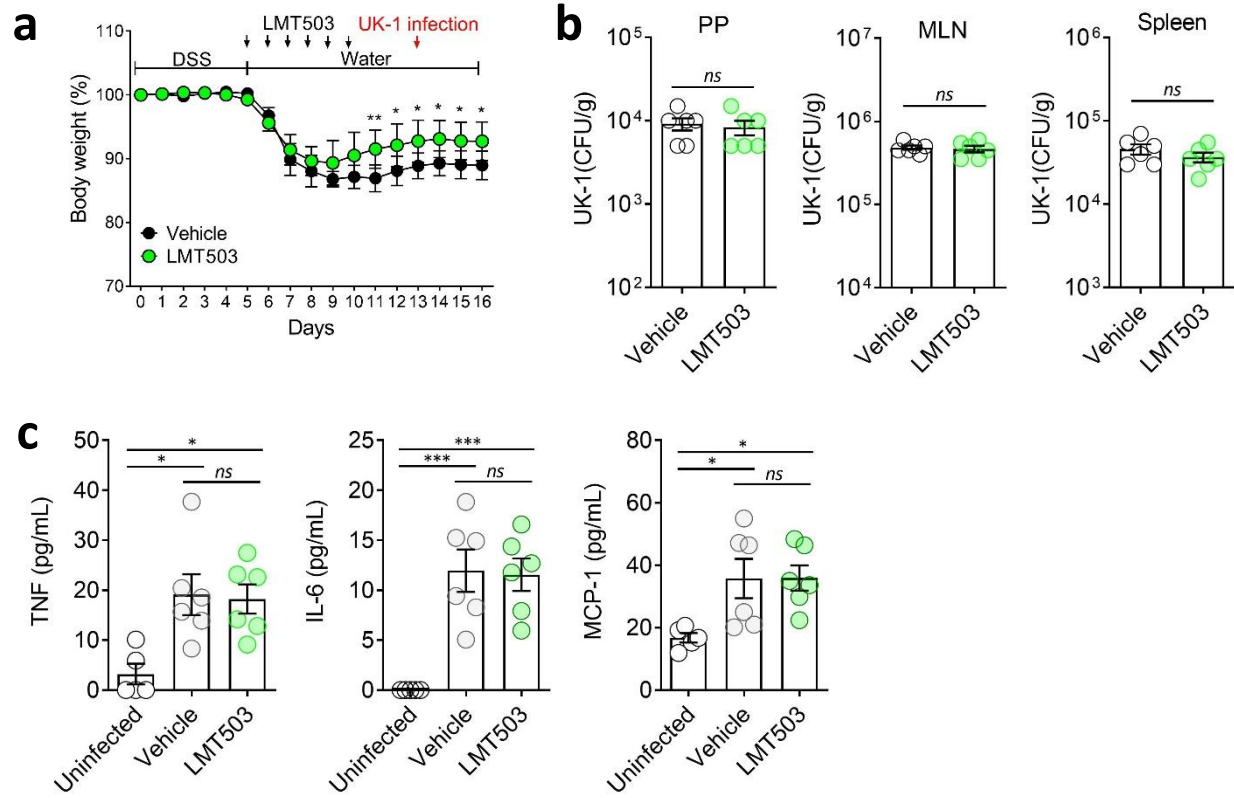 a
LMT503
UK-1 infection
DSS
Water
Body weight (%)
110
100
90
80
70
**
*
*
*
*
*
Vehicle
LMT503
0 1 2 3 4 5 6 7 8 9 10 11 12 13 14 15 16
Days
b
PP
UK-1(CFU/g)
10⁵
10⁴
10³
10²
ns
Vehicle
LMT503
MLN
UK-1(CFU/g)
10⁷
10⁶
10⁵
10⁴
ns
Vehicle
LMT503
Spleen
UK-1(CFU/g)
10⁶
10⁵
10⁴
10³
ns
Vehicle
LMT503
c
TNF (pg/mL)
50
40
30
20
10
0
*
*
ns
Uninfected
Vehicle
LMT503
IL-6 (pg/mL)
25
20
15
10
5
0
***
***
ns
Uninfected
Vehicle
LMT503
MCP-1 (pg/mL)
80
60
40
20
0
*
*
ns
Uninfected
Vehicle
LMT503